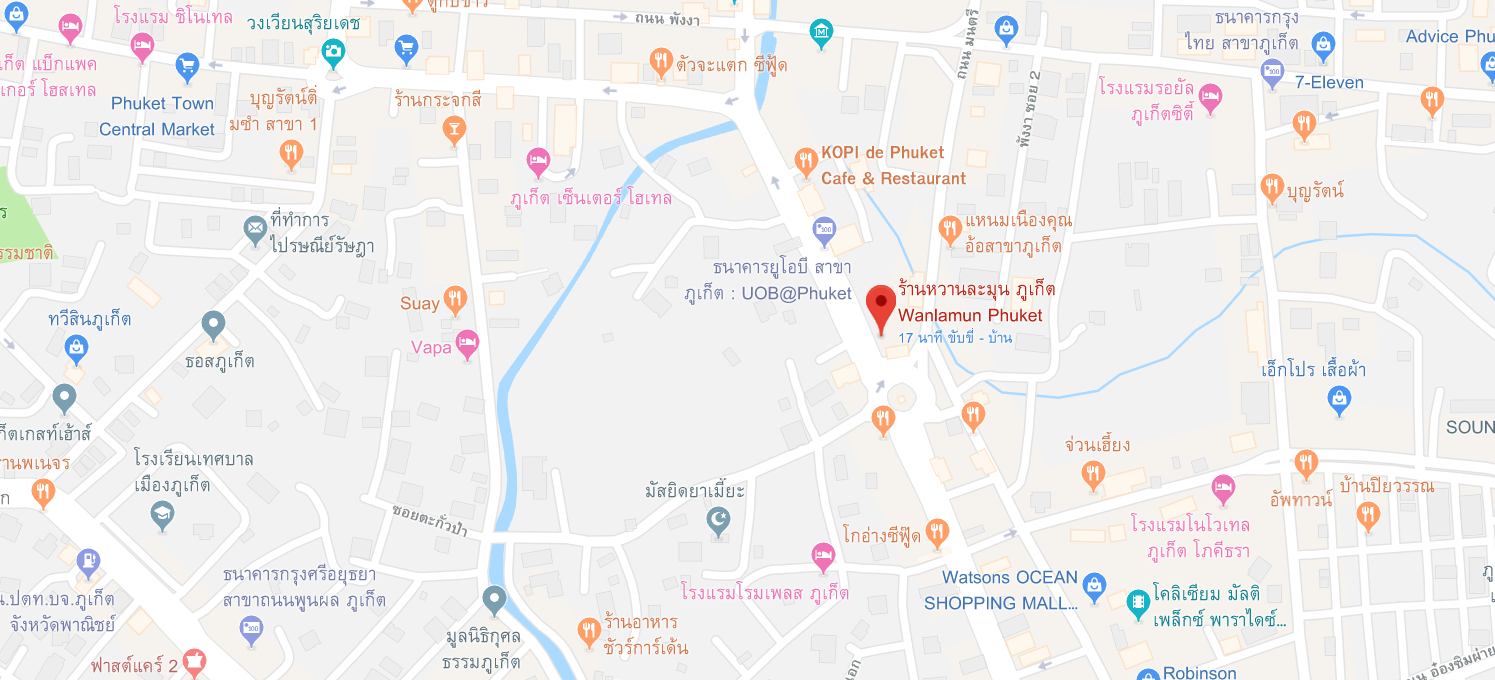 โรงแรม ชิโนเทล
วงเวียนสุริยเดช
ถนน พังงา
ถนน มนตรี
ธนาคารกรุง
ไทย สาขาภูเก็ต
Advice Phu
7-Eleven
เก็ต แบ็กแพค
เกอร์ โฮสเทล
Phuket Town
Central Market
บุญรัตน์ติ่
มซำ สาขา 1
ร้านกระจกสี
ตัวจะแตก ซีฟู้ด
โรงแรมรอยัล
ภูเก็ตซิตี้
พังงา ซอย 2
KOPI de Phuket
Cafe & Restaurant
ภูเก็ต เซ็นเตอร์ โฮเทล
บุญรัตน์
ที่ทำการ
ไปรษณีย์รัษฎา
รรมชาติ
แหนมเนืองคุณ
อ้อสาขาภูเก็ต
ธนาคารยูโอบี สาขา
ภูเก็ต : UOB@Phuket
ร้านหวานละมุน ภูเก็ต
Wanlamun Phuket
17 นาที ขับขี่ - บ้าน
Suay
Vapa
ทวีสินภูเก็ต
ธอสภูเก็ต
เอ็กโปร เสื้อผ้า
ก็ตเกสท์เฮ้าส์
SOUN
านพเนจร
โรงเรียนเทศบาล
เมืองภูเก็ต
จ่วนเฮี้ยง
มัสยิดยาเมี๊ยะ
ซอยตะกั่วป่า
อัพทาวน์
บ้านปิยวรรณ
โกอ่างซีฟู้ด
โรงแรมโนโวเทล
ภูเก็ต โภคีธรา
โรงแรมโรมเพลส ภูเก็ต
ธนาคารกรุงศรีอยุธยา
สาขาถนนพูนผล ภูเก็ต
น.ปตท.บจ.ภูเก็ต
จังหวัดพาณิชย์
Watsons OCEAN
SHOPPING MALL...
โคลิเซียม มัลติ
เพล็กซ์ พาราไดซ์...
มูลนิธิกุศล
ธรรมภูเก็ต
ร้านอาหาร
ชัวร์การ์เด้น
ฟาสต์แคร์ 2
Robinson